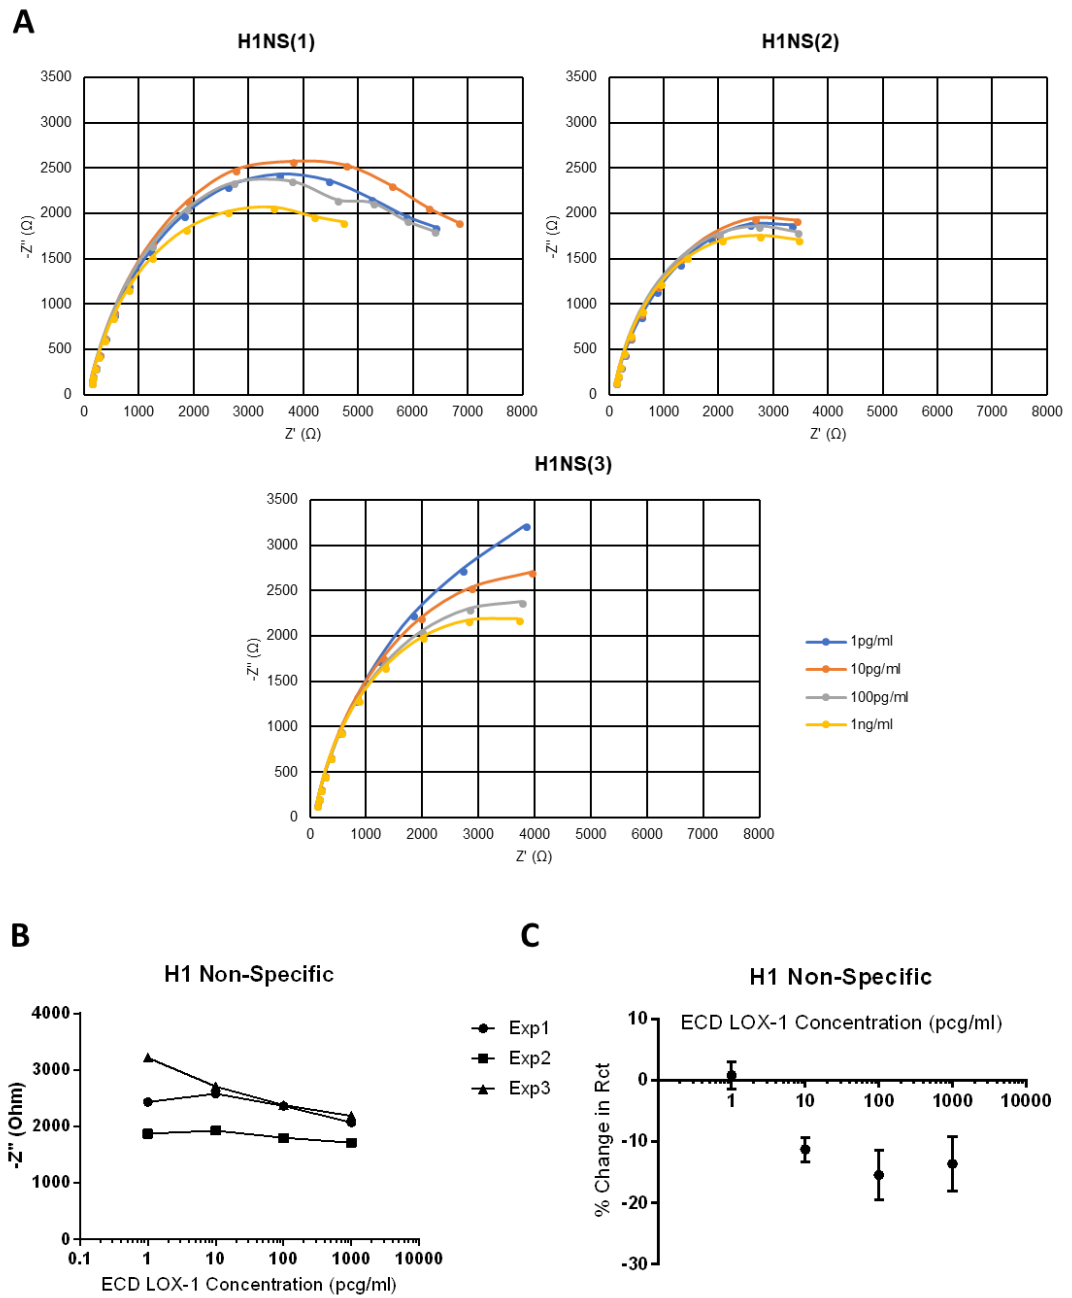 A
H1NS(1)
3500
3000
2500
2000
1500
1000
500
0
-Z'' (Ω)
0 1000 2000 3000 4000 5000 6000 7000 8000
Z' (Ω)
H1NS(2)
3500
3000
2500
2000
1500
1000
500
0
-Z'' (Ω)
0 1000 2000 3000 4000 5000 6000 7000 8000
Z' (Ω)
H1NS(3)
3500
3000
2500
2000
1500
1000
500
0
-Z'' (Ω)
0 1000 2000 3000 4000 5000 6000 7000 8000
Z' (Ω)
1pg/ml
10pg/ml
100pg/ml
1ng/ml
B
H1 Non-Specific
4000
3000
2000
1000
0
-Z'' (Ohm)
0.1 1 10 100 1000 10000
ECD LOX-1 Concentration (pcg/ml)
Exp1
Exp2
Exp3
C
H1 Non-Specific
ECD LOX-1 Concentration (pcg/ml)
10
0
-10
-20
-30
% Change in Rct
1 10 100 1000 10000